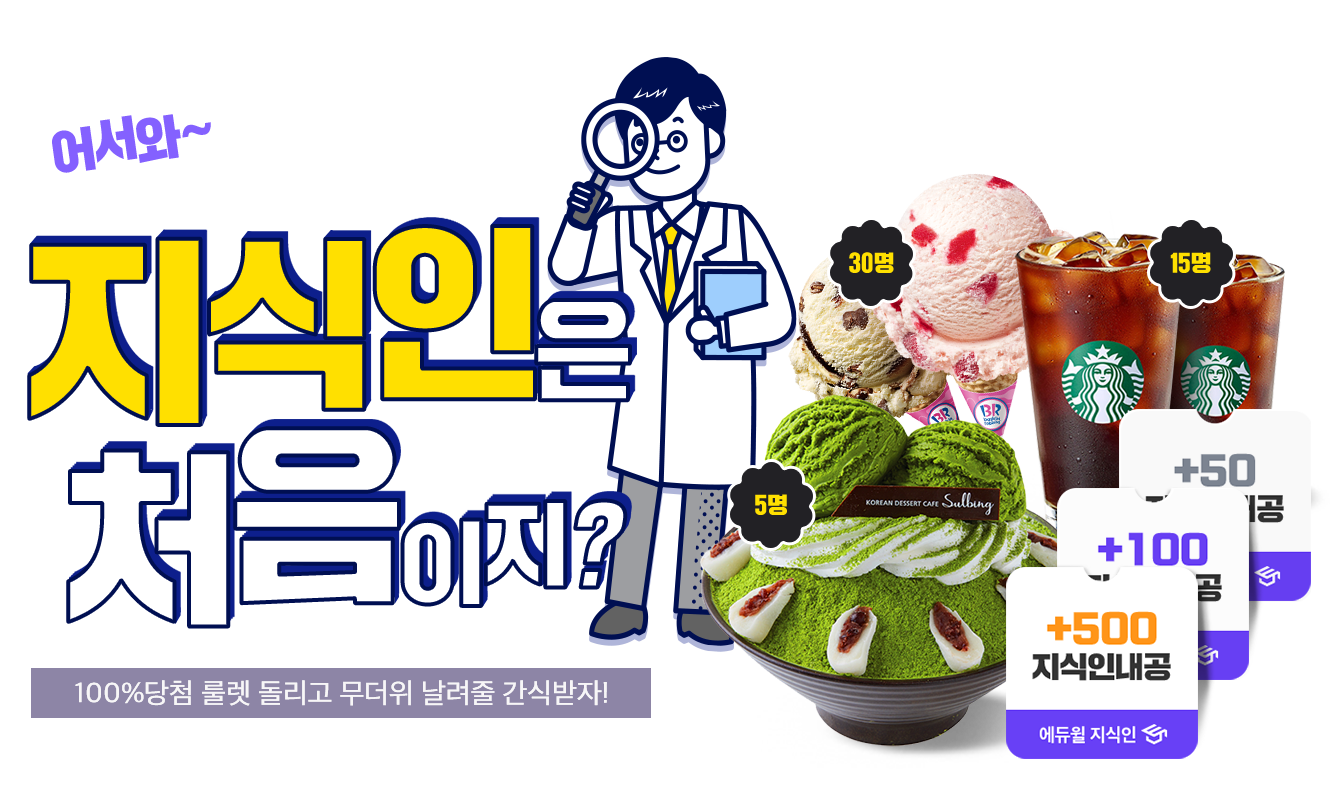 어서와~
지식인은
처음이지?
100%당첨 룰렛 돌리고 무더위 날려줄 간식받자!
30명
15명
BR
BR
5명
KOREAN DESSERT CAFE Sulbing
+50
+100
+500
지식인내공
에듀윌 지식인